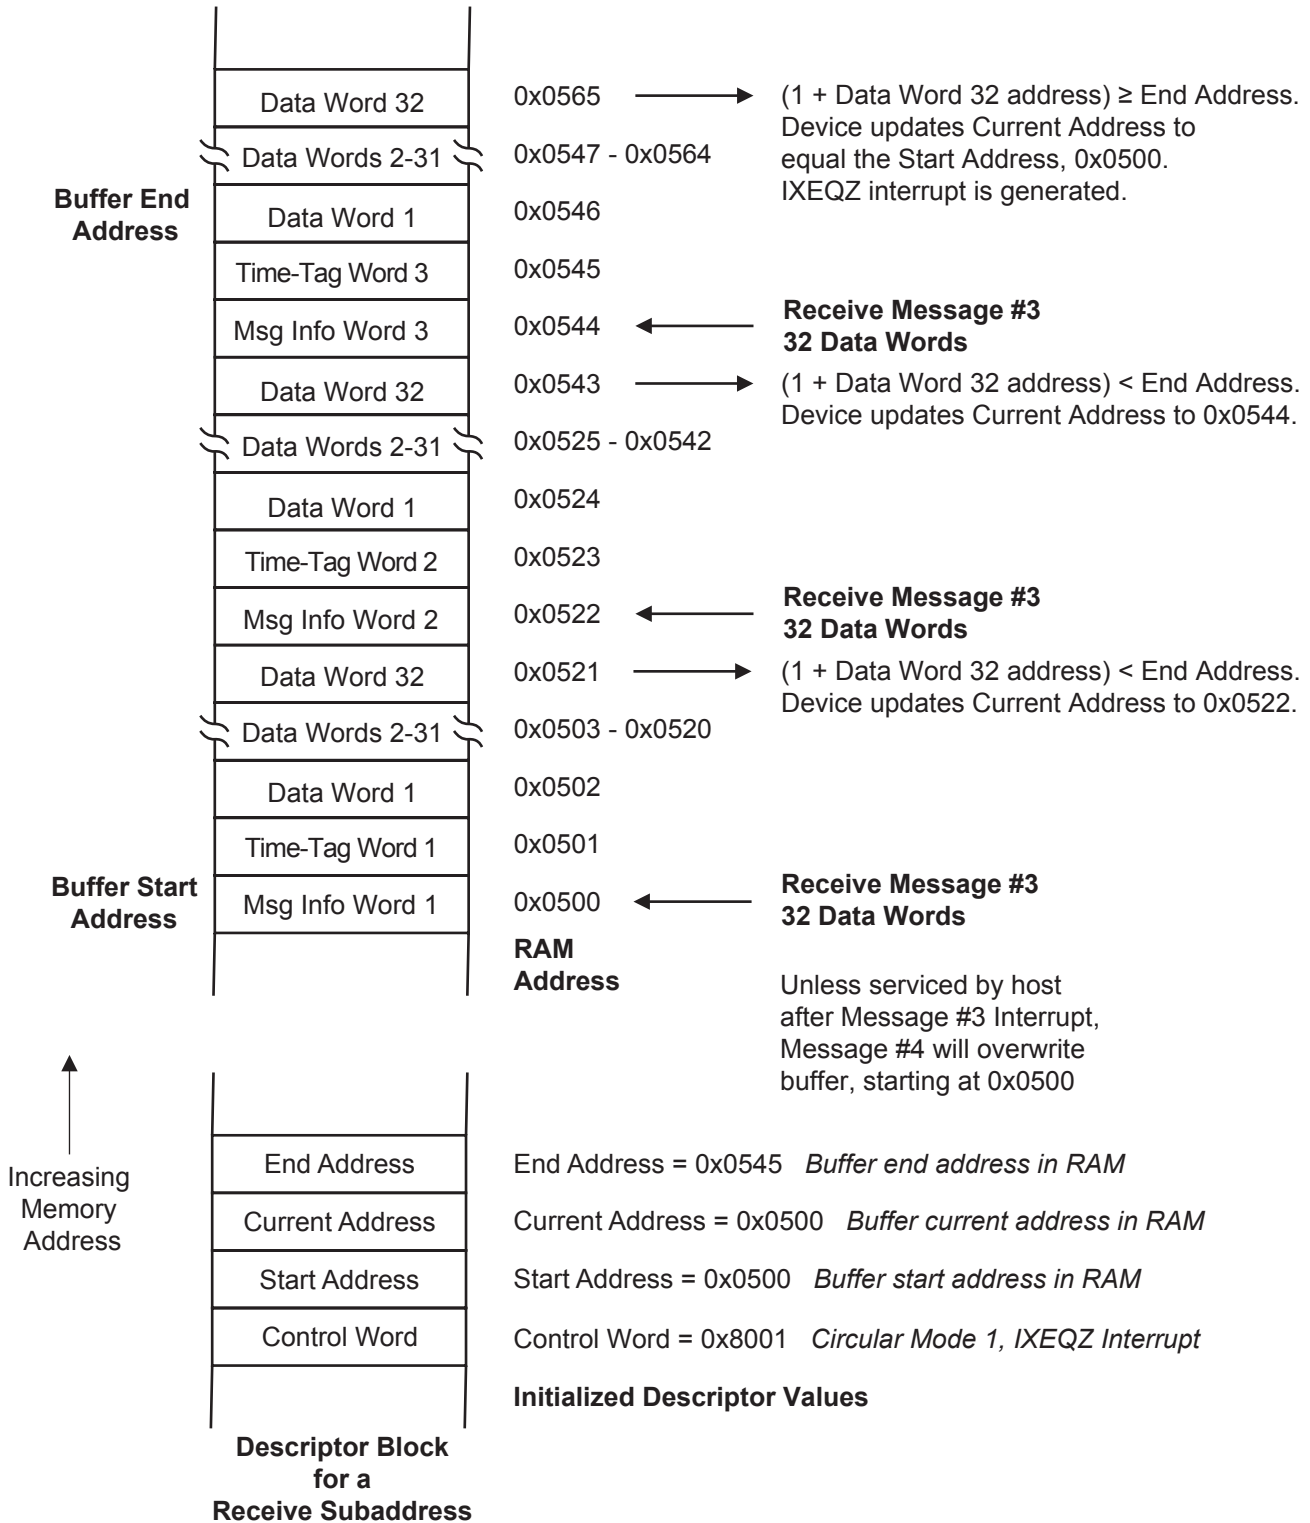 Data Word 32 0x0565 (1 + Data Word 32 address) ≥ End Address.
Device updates Current Address to
Data Words 2-31 0x0547 - 0x0564 equal the Start Address, 0x0500.
IXEQZ interrupt is generated.
Buffer End
Address
Data Word 1 0x0546
Time-Tag Word 3 0x0545
Msg Info Word 3 0x0544 Receive Message #3
32 Data Words
Data Word 32 0x0543 (1 + Data Word 32 address) < End Address.
Device updates Current Address to 0x0544.
Data Words 2-31 0x0525 - 0x0542
Data Word 1 0x0524
Time-Tag Word 2 0x0523
Msg Info Word 2 0x0522 Receive Message #3
32 Data Words
Data Word 32 0x0521 (1 + Data Word 32 address) < End Address.
Device updates Current Address to 0x0522.
Data Words 2-31 0x0503 - 0x0520
Data Word 1 0x0502
Time-Tag Word 1 0x0501
Buffer Start
Address
Msg Info Word 1 0x0500 Receive Message #3
32 Data Words
RAM
Address
Unless serviced by host
after Message #3 Interrupt,
Message #4 will overwrite
buffer, starting at 0x0500
Increasing
Memory
Address
End Address End Address = 0x0545 Buffer end address in RAM
Current Address Current Address = 0x0500 Buffer current address in RAM
Start Address Start Address = 0x0500 Buffer start address in RAM
Control Word Control Word = 0x8001 Circular Mode 1, IXEQZ Interrupt
Initialized Descriptor Values
Descriptor Block
for a
Receive Subaddress